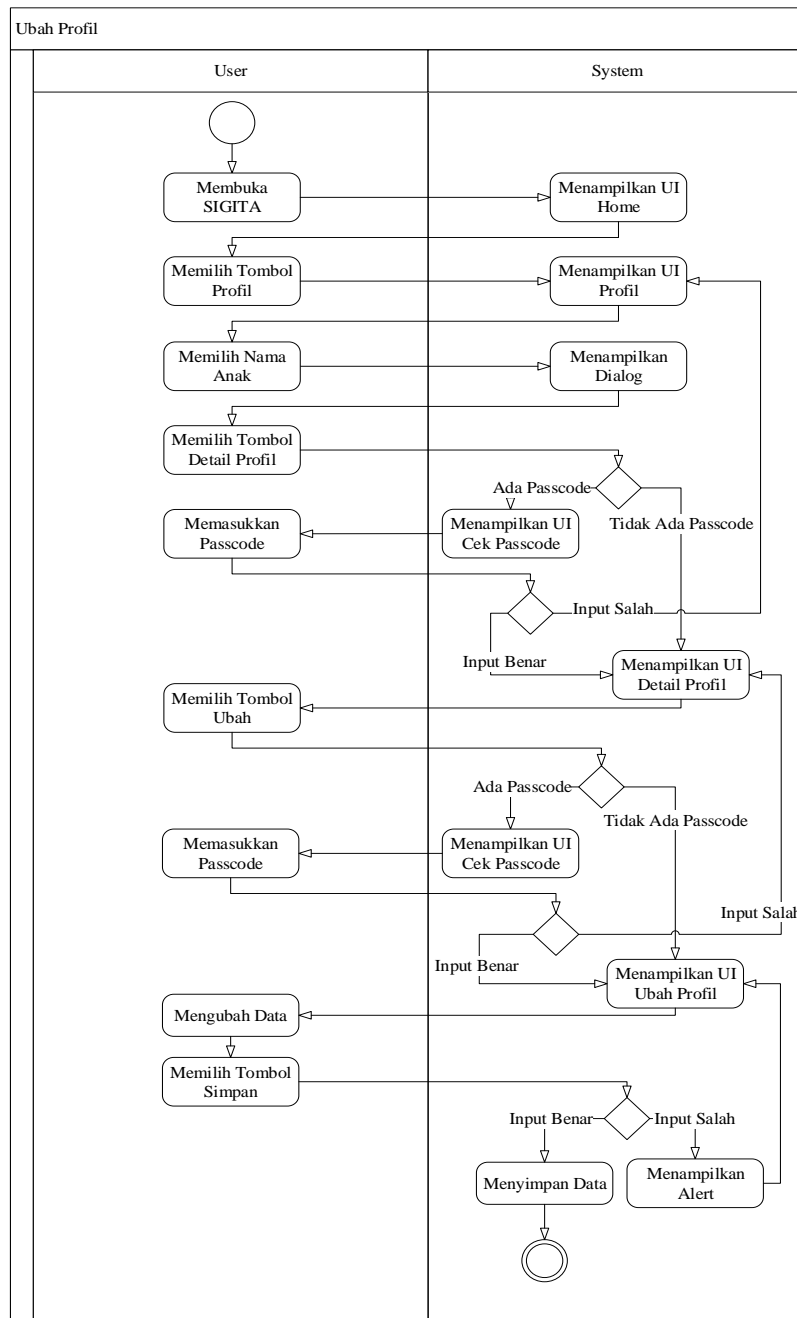 Ubah Profil
User
System
Membuka
SIGITA
Menampilkan UI
Home
Memilih Tombol
Profil
Menampilkan UI
Profil
Memilih Nama
Anak
Menampilkan
Dialog
Memilih Tombol
Detail Profil
Ada Passcode
Tidak Ada Passcode
Memasukkan
Passcode
Menampilkan UI
Cek Passcode
Input Salah
Input Benar
Menampilkan UI
Detail Profil
Memilih Tombol
Ubah
Ada Passcode
Tidak Ada Passcode
Memasukkan
Passcode
Menampilkan UI
Cek Passcode
Input Salah
Input Benar
Menampilkan UI
Ubah Profil
Mengubah Data
Memilih Tombol
Simpan
Input Benar
Input Salah
Menyimpan Data
Menampilkan
Alert